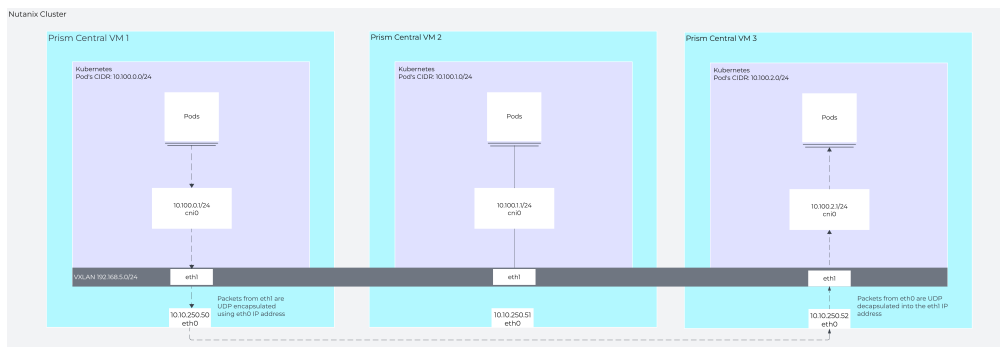 Nutanix Cluster
Prism Central VM 1
Kubernetes
Pod's CIDR: 10.100.0.0/24
Pods
10.100.0.1/24
cni0
VXLAN 192.168.5.0/24
eth1
Packets from eth1 are
UDP encapsulated
using eth0 IP address
10.10.250.50
eth0
Prism Central VM 2
Kubernetes
Pod's CIDR: 10.100.1.0/24
Pods
10.100.1.1/24
cni0
eth1
10.10.250.51
eth0
Prism Central VM 3
Kubernetes
Pod's CIDR: 10.100.2.0/24
Pods
10.100.2.1/24
cni0
eth1
Packets from eth0 are UDP
decapsulated into the eth1 IP
address
10.10.250.52
eth0